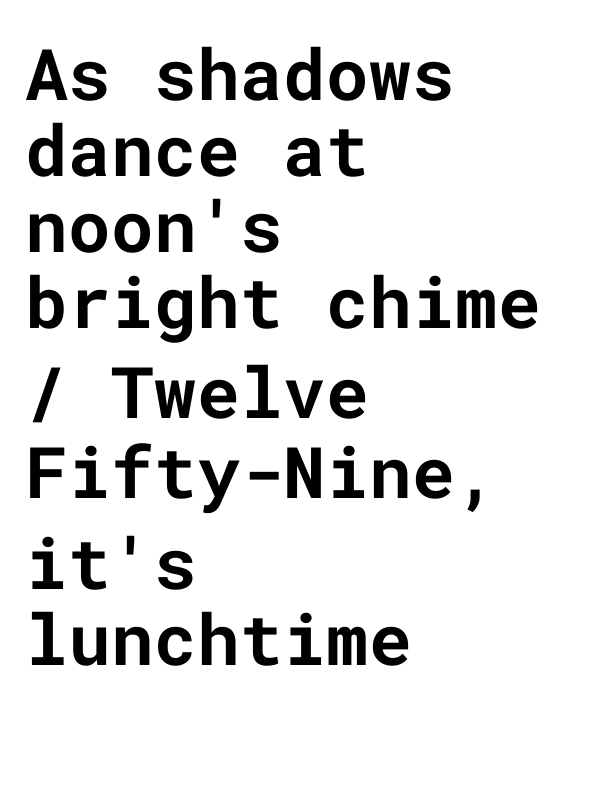 As shadows
dance at
noon's
bright chime
/ Twelve
Fifty-Nine,
it's
lunchtime